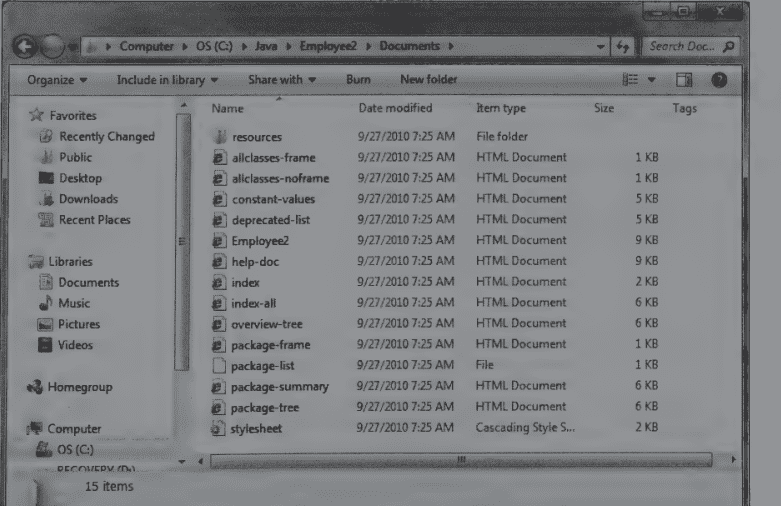 Computer OS (C:) Java Employee2 Documents Search Doc...
Organize Include in library Share with Burn New folder
Name Date modified Item type Size Tags
Favorites
Recently Changed
Public
Desktop
Downloads
Recent Places
Libraries
Documents
Music
Pictures
Videos
Homegroup
Computer
OS (C:)
RECOVERY (D:)
resources 9/27/2010 7:25 AM File folder
allclasses-frame 9/27/2010 7:25 AM HTML Document 1 KB
allclasses-noframe 9/27/2010 7:25 AM HTML Document 1 KB
constant-values 9/27/2010 7:25 AM HTML Document 5 KB
deprecated-list 9/27/2010 7:25 AM HTML Document 5 KB
Employee2 9/27/2010 7:25 AM HTML Document 9 KB
help-doc 9/27/2010 7:25 AM HTML Document 9 KB
index 9/27/2010 7:25 AM HTML Document 2 KB
index-all 9/27/2010 7:25 AM HTML Document 6 KB
overview-tree 9/27/2010 7:25 AM HTML Document 6 KB
package-frame 9/27/2010 7:25 AM HTML Document 1 KB
package-list 9/27/2010 7:25 AM File 1 KB
package-summary 9/27/2010 7:25 AM HTML Document 6 KB
package-tree 9/27/2010 7:25 AM HTML Document 6 KB
stylesheet 9/27/2010 7:25 AM Cascading Style S... 2 KB
15 items